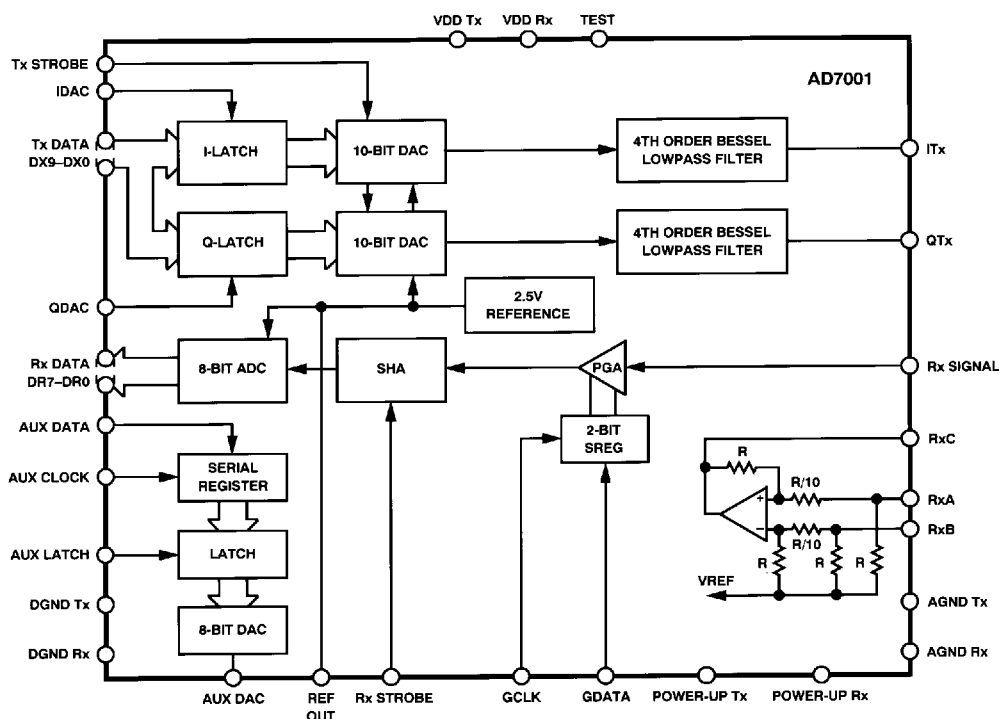 VDD Tx
VDD Rx
TEST
Tx STROBE
AD7001
IDAC
Tx DATA
DX9–DX0
I-LATCH
10-BIT DAC
4TH ORDER BESSEL
LOWPASS FILTER
ITx
Q-LATCH
10-BIT DAC
4TH ORDER BESSEL
LOWPASS FILTER
QTx
QDAC
2.5V
REFERENCE
Rx DATA
DR7–DR0
8-BIT ADC
SHA
PGA
Rx SIGNAL
AUX DATA
2-BIT
SREG
RxC
AUX CLOCK
SERIAL
REGISTER
R
+
R/10
RxA
–
R/10
RxB
AUX LATCH
LATCH
R
R
R
VREF
DGND Tx
8-BIT DAC
AGND Tx
DGND Rx
AGND Rx
AUX DAC
REF
OUT
Rx STROBE
GCLK
GDATA
POWER-UP Tx
POWER-UP Rx